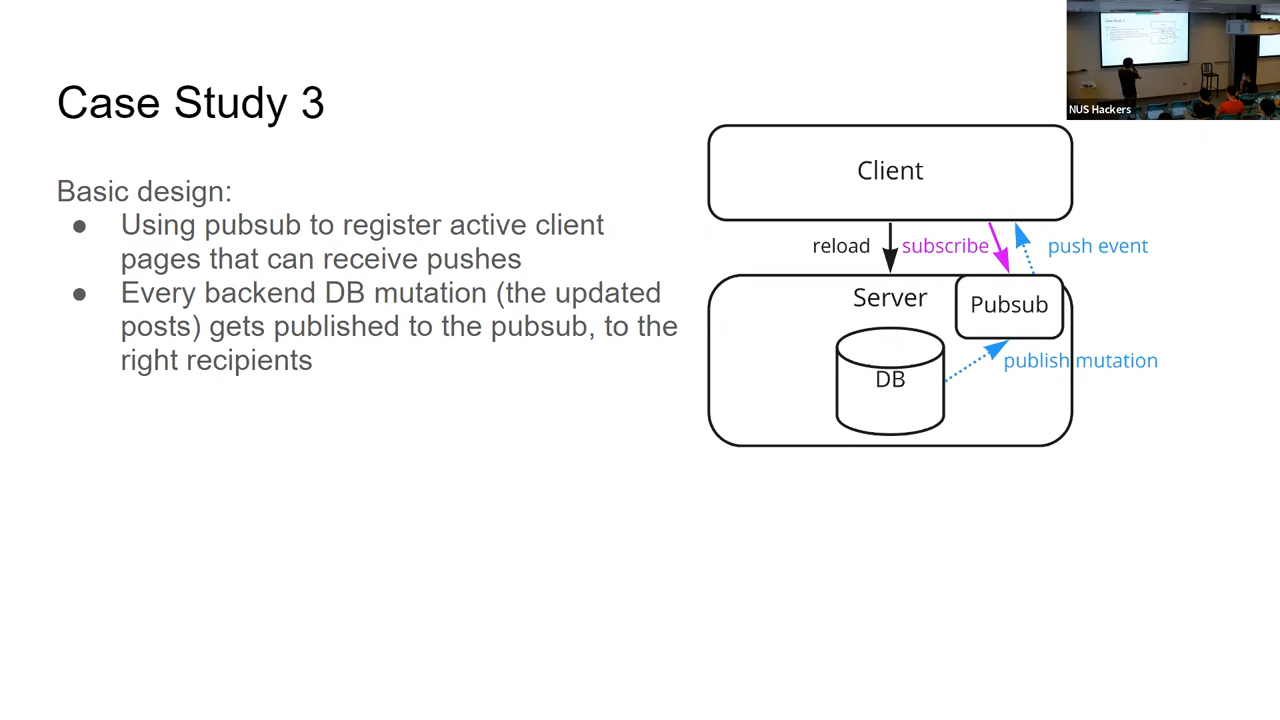 Case Study 3
Basic design:
● Using pubsub to register active client
pages that can receive pushes
● Every backend DB mutation (the updated
posts) gets published to the pubsub, to the
right recipients
NUS Hackers
Client
reload
subscribe
push event
Server
Pubsub
DB
publish mutation